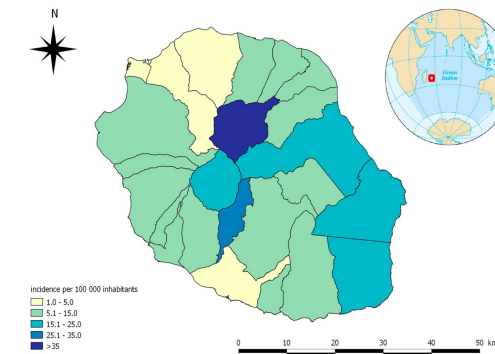 N
Océan
Indien
incidence per 100 000 inhabitants
1.0 - 5.0
5.1 - 15.0
15.1 - 25.0
25.1 - 35.0
>35
0 10 20 30 40 50 km